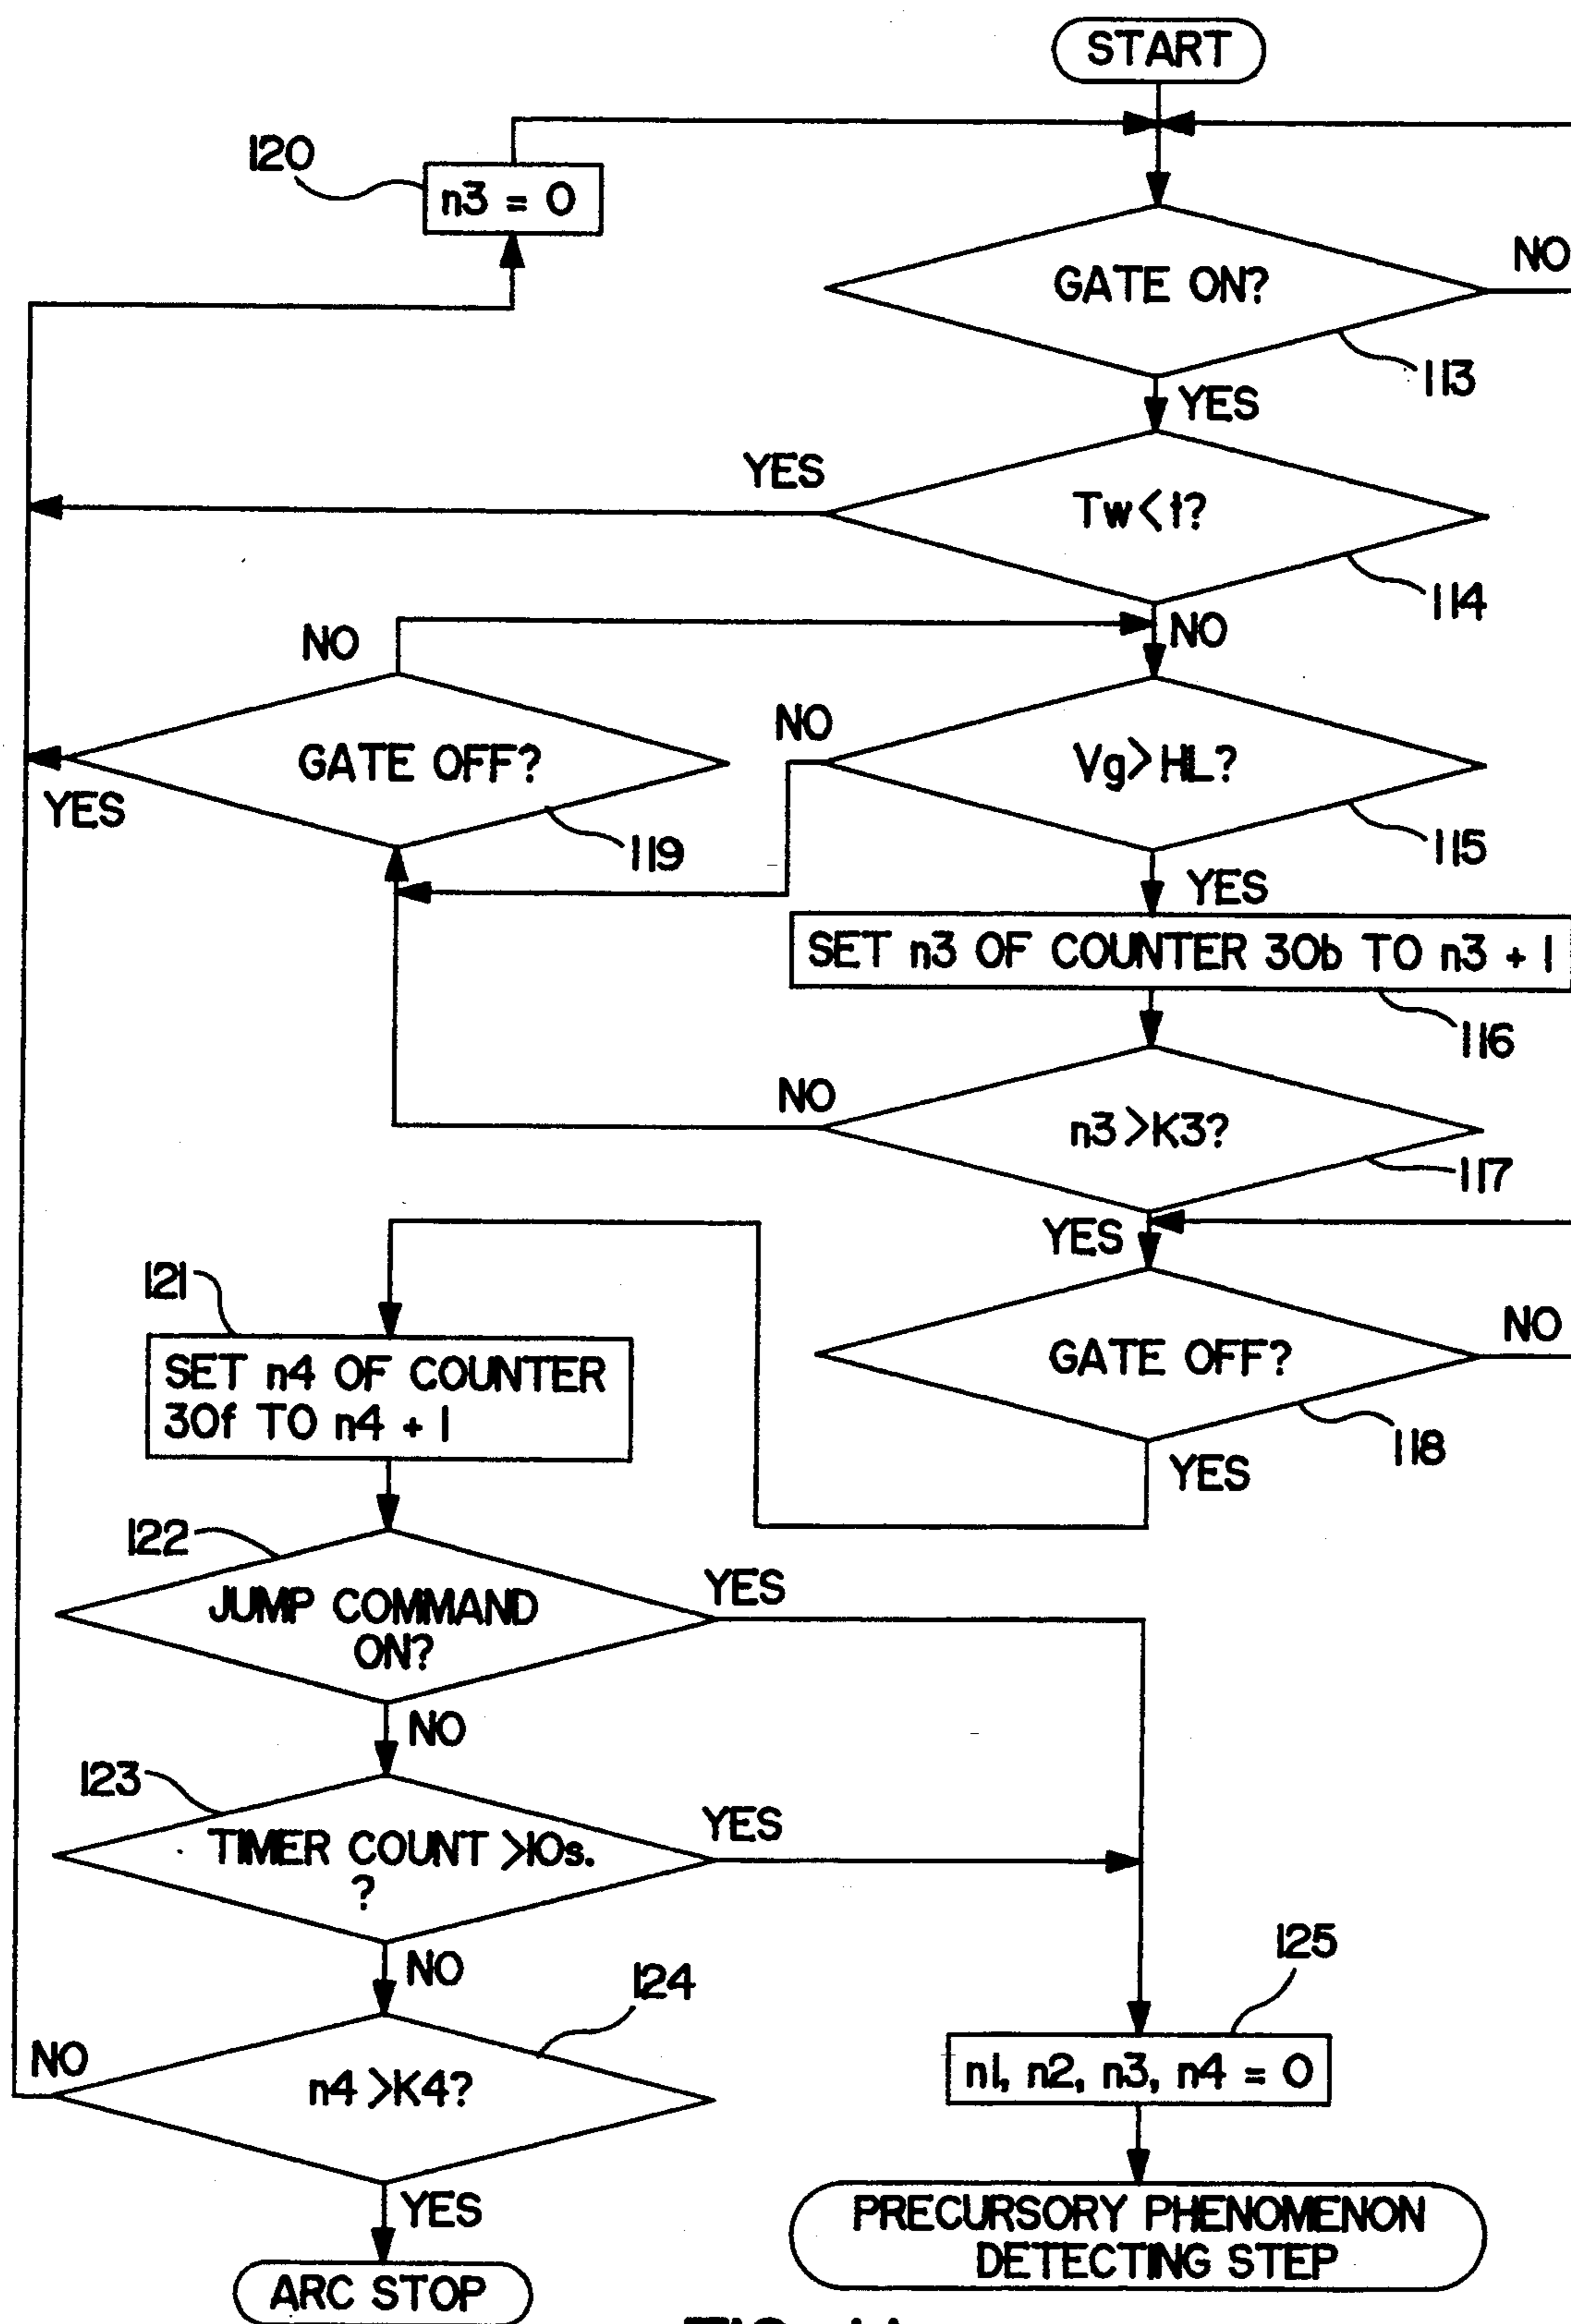 START
120
n3 = 0
GATE ON?
NO
113
YES
YES
Tw<t?
114
NO
NO
GATE OFF?
YES
119
NO
Vg>HL?
115
YES
SET n3 OF COUNTER 30b TO n3 + 1
116
NO
n3>K3?
117
YES
121
SET n4 OF COUNTER
30f TO n4 + 1
GATE OFF?
NO
118
YES
122
JUMP COMMAND
ON?
YES
NO
123
TIMER COUNT >10s.
?
YES
NO
124
125
NO
n4>K4?
n1, n2, n3, n4 = 0
YES
PRECURSORY PHENOMENON
DETECTING STEP
ARC STOP